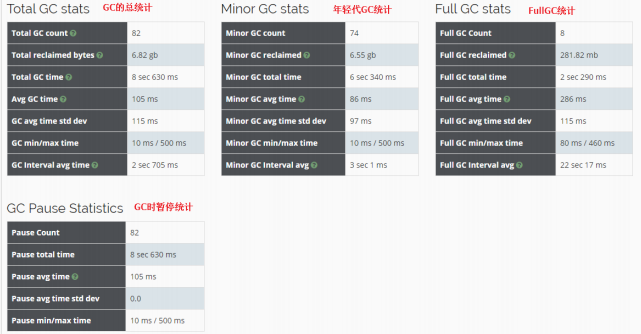 Total GC stats GC的总统计
Total GC count 82
Total reclaimed bytes 6.82 gb
Total GC time 8 sec 630 ms
Avg GC time 105 ms
GC avg time std dev 115 ms
GC min/max time 10 ms / 500 ms
GC Interval avg time 2 sec 705 ms
Minor GC stats 年轻代GC统计
Minor GC count 74
Minor GC reclaimed 6.55 gb
Minor GC total time 6 sec 340 ms
Minor GC avg time 86 ms
Minor GC avg time std dev 97 ms
Minor GC min/max time 10 ms / 500 ms
Minor GC Interval avg 3 sec 1 ms
Full GC stats FullGC统计
Full GC Count 8
Full GC reclaimed 281.82 mb
Full GC total time 2 sec 290 ms
Full GC avg time 286 ms
Full GC avg time std dev 115 ms
Full GC min/max time 80 ms / 460 ms
Full GC Interval avg 22 sec 17 ms
GC Pause Statistics GC时暂停统计
Pause Count 82
Pause total time 8 sec 630 ms
Pause avg time 105 ms
Pause avg time std dev 0.0
Pause min/max time 10 ms / 500 ms